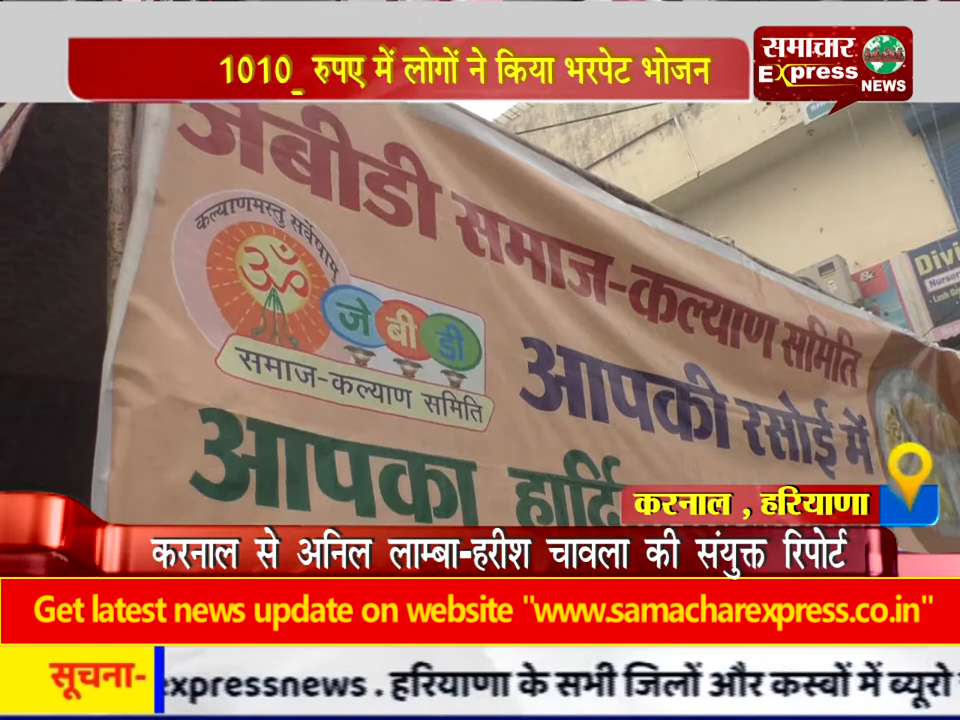 1010_ रुपए में लोगों ने किया भरपेट भोजन
समाचार
Express
NEWS
जेबीडी समाज-कल्याण समिति
कल्याणमस्तु सर्वेषाम्
ॐ
जे बी डी
समाज-कल्याण समिति
आपकी रसोई में
आपका हार्दि
Divi
करनाल , हरियाणा
करनाल से अनिल लाम्बा-हरीश चावला की संयुक्त रिपोर्ट
Get latest news update on website "www.samacharexpress.co.in"
सूचना- expressnews . हरियाणा के सभी जिलों और कस्बों में ब्यूरो